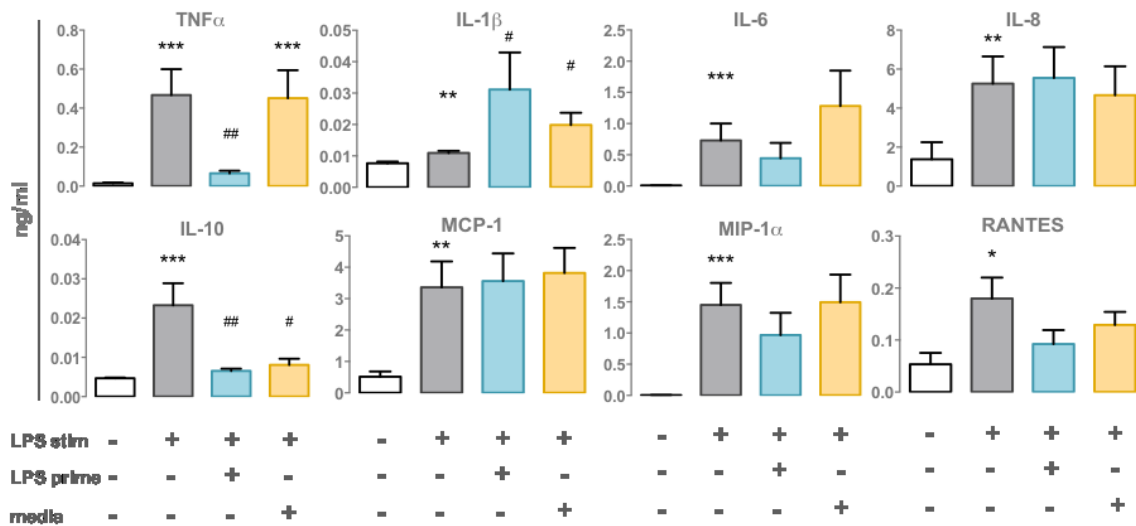 TNFα IL-1β IL-6 IL-8
0.8 0.05 2.5 8
*** *** # # ** *** **
0.6 0.04 2.0 6
0.4 0.03 1.5 4
## 0.02 1.0
0.2 0.01 0.5 2
0.0 0.00 0.0 0
ng/ml
IL-10 MCP-1 MIP-1α RANTES
0.04 5 2.5 0.3
*** ## # ** *** *
0.03 4 2.0 0.2
0.02 3 1.5
2 1.0 0.1
0.01 1 0.5
0.00 0 0.0 0.0
LPS stim - + + + - + + + - + + + - + + +
LPS prime - - + - - - + - - - + - - - + -
media - - - + - - - + - - - + - - - +